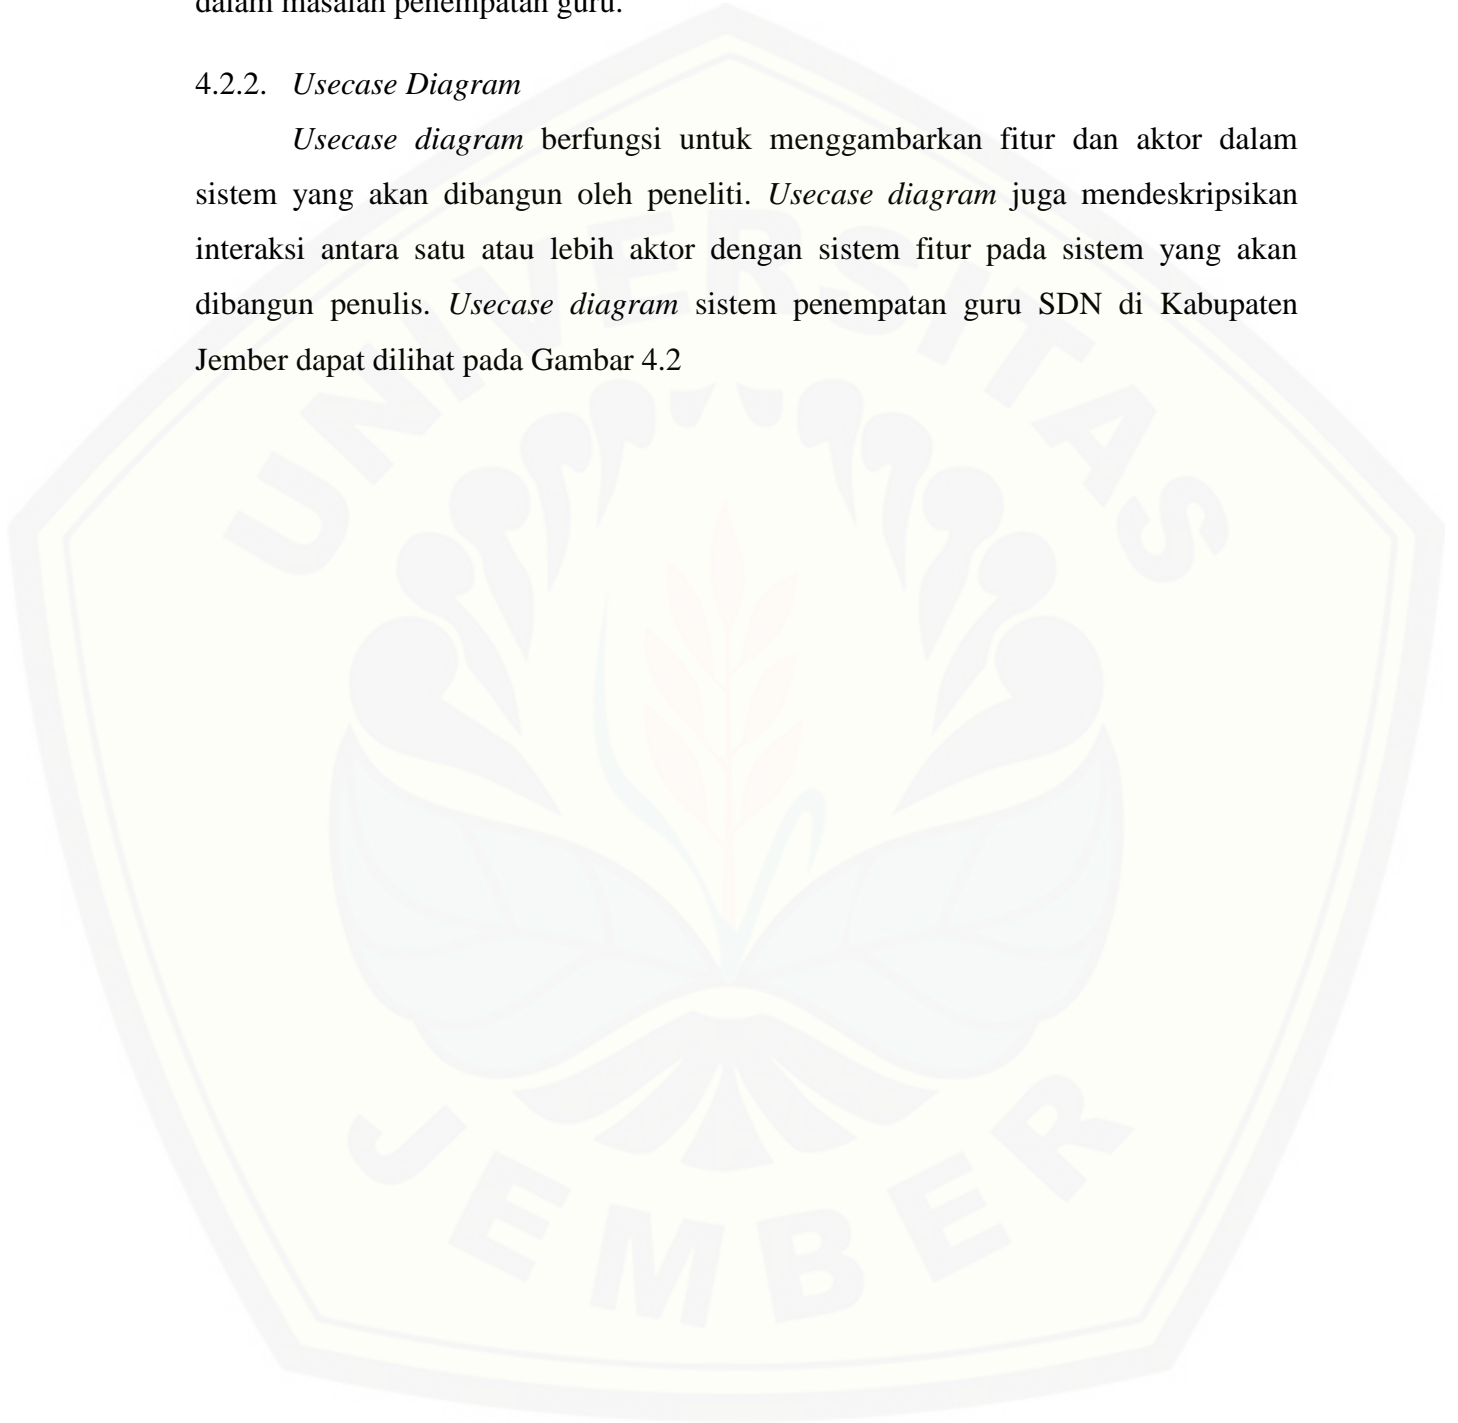 dalam masalah penempatan guru.
4.2.2. Usecase Diagram
Usecase diagram berfungsi untuk menggambarkan fitur dan aktor dalam
sistem yang akan dibangun oleh peneliti. Usecase diagram juga mendeskripsikan
interaksi antara satu atau lebih aktor dengan sistem fitur pada sistem yang akan
dibangun penulis. Usecase diagram sistem penempatan guru SDN di Kabupaten
Jember dapat dilihat pada Gambar 4.2
UNIVERSITAS
JEMBER